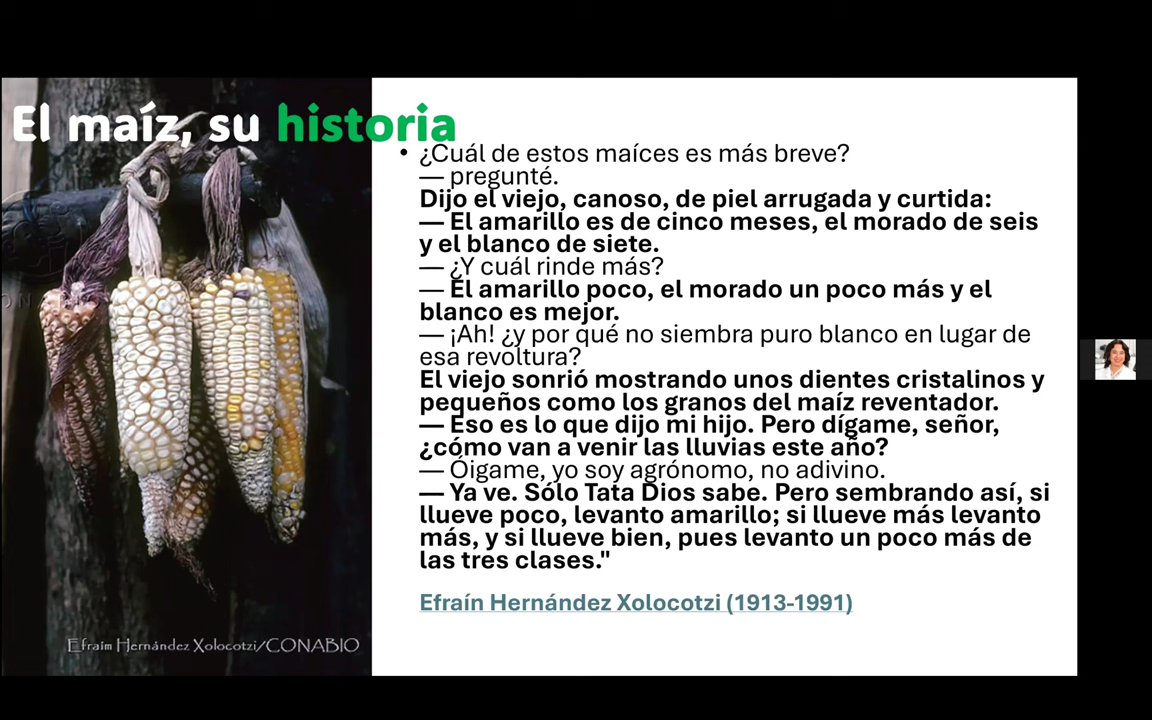 El maíz, su historia
• ¿Cuál de estos maíces es más breve?
— pregunté.
Dijo el viejo, canoso, de piel arrugada y curtida:
— El amarillo es de cinco meses, el morado de seis
y el blanco de siete.
— ¿Y cuál rinde más?
— El amarillo poco, el morado un poco más y el
blanco es mejor.
— ¡Ah! ¿y por qué no siembra puro blanco en lugar de
esa revoltura?
El viejo sonrió mostrando unos dientes cristalinos y
pequeños como los granos del maíz reventador.
— Eso es lo que dijo mi hijo. Pero dígame, señor,
¿cómo van a venir las lluvias este año?
— Óigame, yo soy agrónomo, no adivino.
— Ya ve. Sólo Tata Dios sabe. Pero sembrando así, si
llueve poco, levanto amarillo; si llueve más levanto
más, y si llueve bien, pues levanto un poco más de
las tres clases."
Efraín Hernández Xolocotzi (1913-1991)
Efraim Hernández Xolocotzi/CONABIO